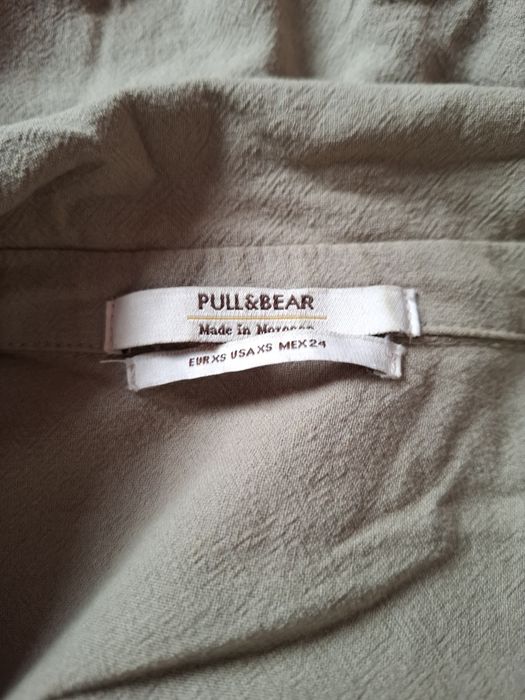 PULL&BEAR
Made in Morocco
EUR XS USA XS MEX 24